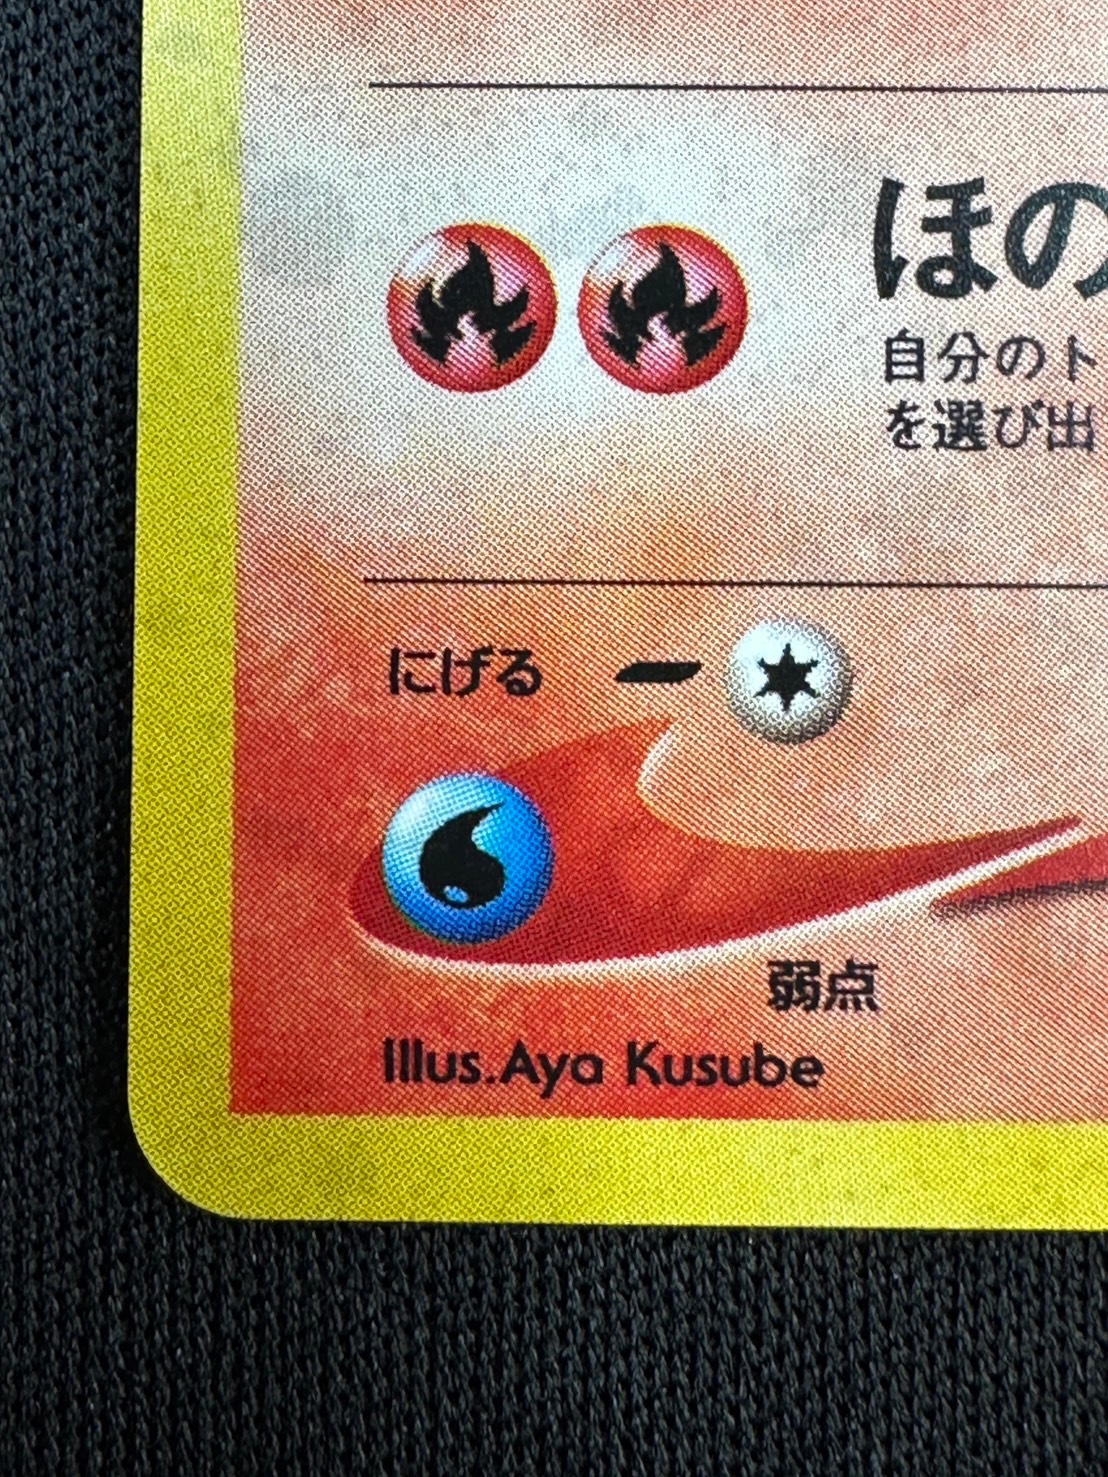 ほの
自分のト
を選び出
にげる
弱点
Illus.Aya Kusube